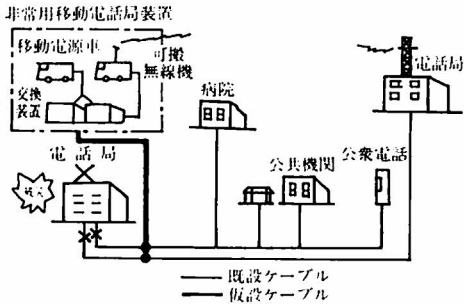 非常用移動電話局装置
移動電源車
可搬
無線機
交換
装置
電話局
病院
電話局
公共機関
公衆電話
既設ケーブル
仮設ケーブル